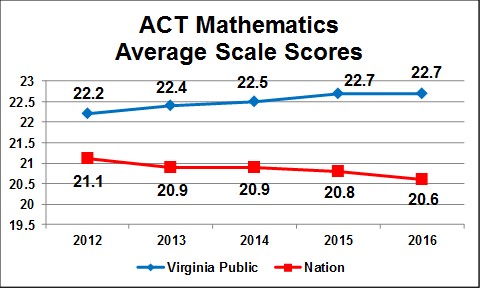 ACT Mathematics
Average Scale Scores
23
22.5
22
21.5
21
20.5
20
19.5
22.2 22.4 22.5 22.7 22.7
21.1 20.9 20.9 20.8 20.6
2012 2013 2014 2015 2016
Virginia Public Nation